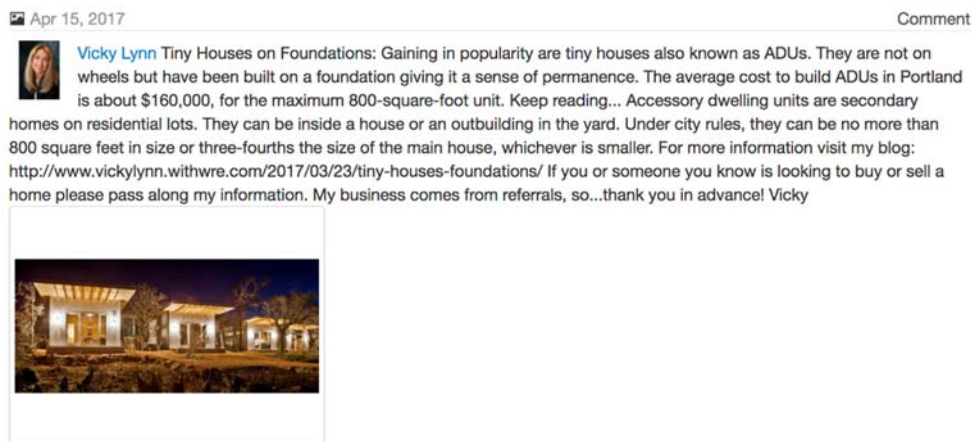 Apr 15, 2017 Comment
Vicky Lynn Tiny Houses on Foundations: Gaining in popularity are tiny houses also known as ADUs. They are not on
wheels but have been built on a foundation giving it a sense of permanence. The average cost to build ADUs in Portland
is about $160,000, for the maximum 800-square-foot unit. Keep reading... Accessory dwelling units are secondary
homes on residential lots. They can be inside a house or an outbuilding in the yard. Under city rules, they can be no more than
800 square feet in size or three-fourths the size of the main house, whichever is smaller. For more information visit my blog:
http://www.vickylynn.withwre.com/2017/03/23/tiny-houses-foundations/ If you or someone you know is looking to buy or sell a
home please pass along my information. My business comes from referrals, so...thank you in advance! Vicky